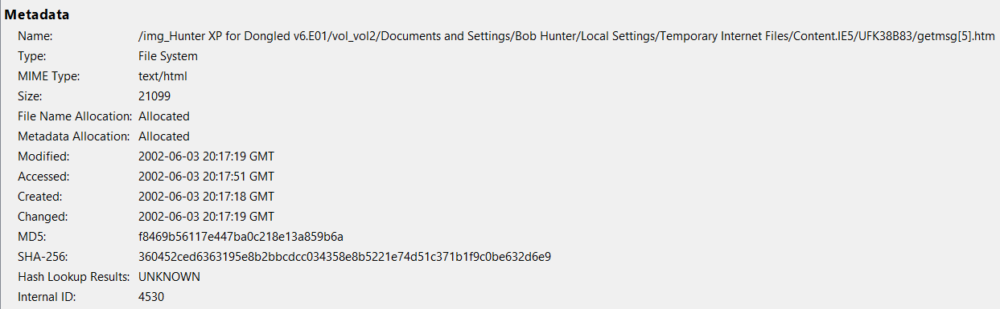 Metadata
Name: /img_Hunter XP for Dongled v6.E01/vol_vol2/Documents and Settings/Bob Hunter/Local Settings/Temporary Internet Files/Content.IE5/UFK38B83/getmsg[5].htm
Type: File System
MIME Type: text/html
Size: 21099
File Name Allocation: Allocated
Metadata Allocation: Allocated
Modified: 2002-06-03 20:17:19 GMT
Accessed: 2002-06-03 20:17:51 GMT
Created: 2002-06-03 20:17:18 GMT
Changed: 2002-06-03 20:17:19 GMT
MD5: f8469b56117e447ba0c218e13a859b6a
SHA-256: 360452ced6363195e8b2bbcdcc034358e8b5221e74d51c371b1f9c0be632d6e9
Hash Lookup Results: UNKNOWN
Internal ID: 4530